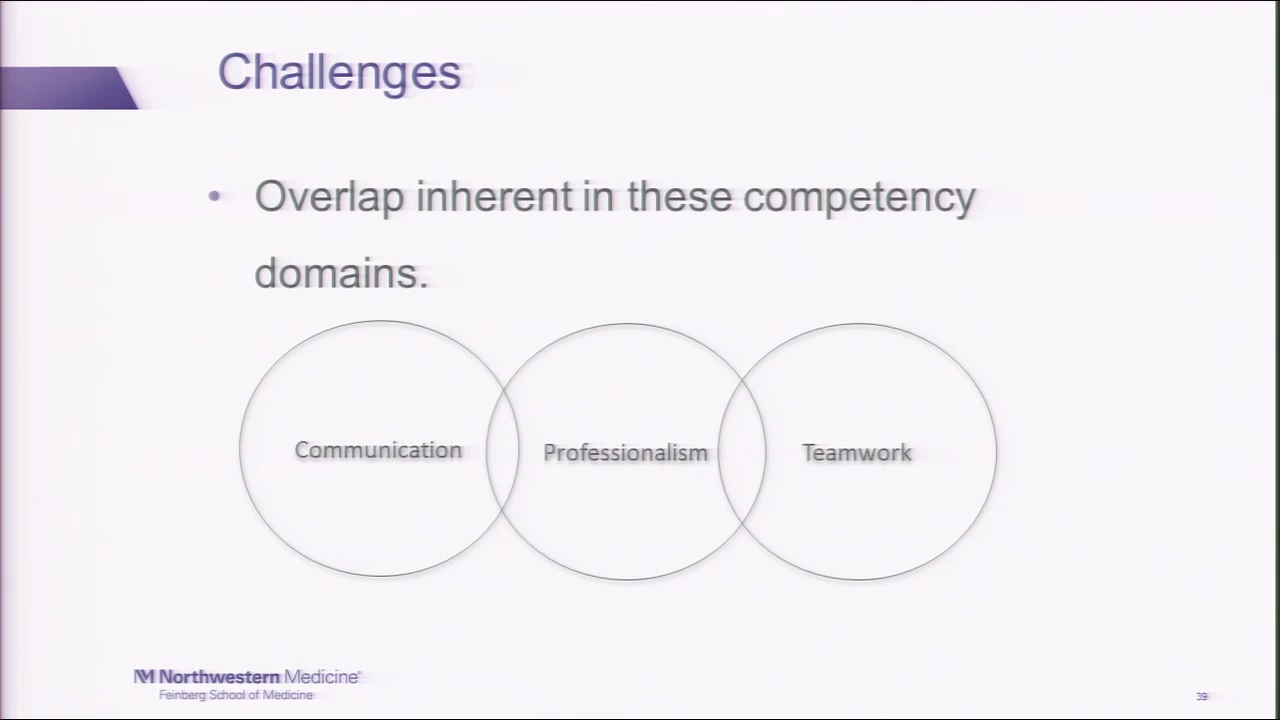 Challenges
• Overlap inherent in these competency
domains.
Communication
Professionalism
Teamwork
Northwestern Medicine®
Feinberg School of Medicine
39